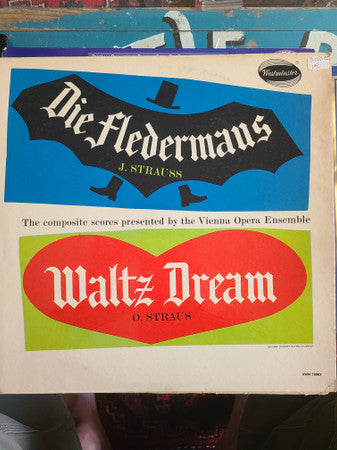 Westminster
Die Fledermaus
J. STRAUSS
The composite scores presented by the Vienna Opera Ensemble
Waltz Dream
O. STRAUS